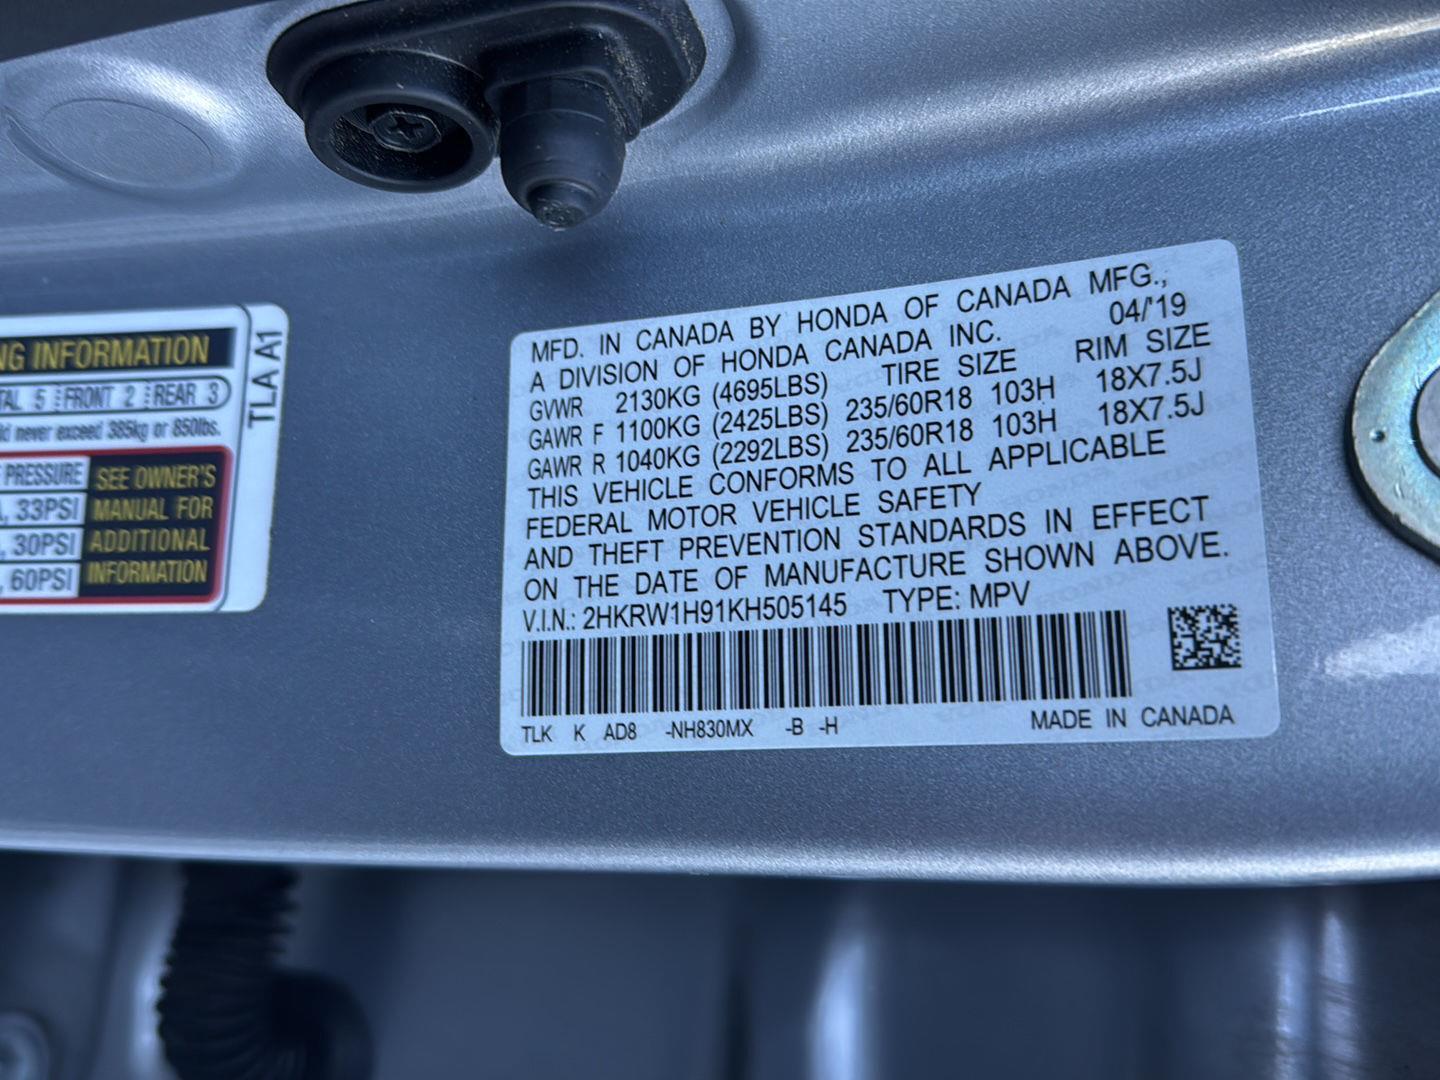 NG INFORMATION
TAL 5 FRONT 2 REAR 3
ld never exceed 385kg or 850lbs.
PRESSURE
, 33PSI
, 30PSI
, 60PSI
SEE OWNER'S
MANUAL FOR
ADDITIONAL
INFORMATION
TLA A1
MFD. IN CANADA BY HONDA OF CANADA MFG.,
A DIVISION OF HONDA CANADA INC. 04/'19
GVWR 2130KG (4695LBS) TIRE SIZE RIM SIZE
GAWR F 1100KG (2425LBS) 235/60R18 103H 18X7.5J
GAWR R 1040KG (2292LBS) 235/60R18 103H 18X7.5J
THIS VEHICLE CONFORMS TO ALL APPLICABLE
FEDERAL MOTOR VEHICLE SAFETY
AND THEFT PREVENTION STANDARDS IN EFFECT
ON THE DATE OF MANUFACTURE SHOWN ABOVE.
V.I.N.: 2HKRW1H91KH505145 TYPE: MPV
TLK K AD8 -NH830MX -B -H MADE IN CANADA